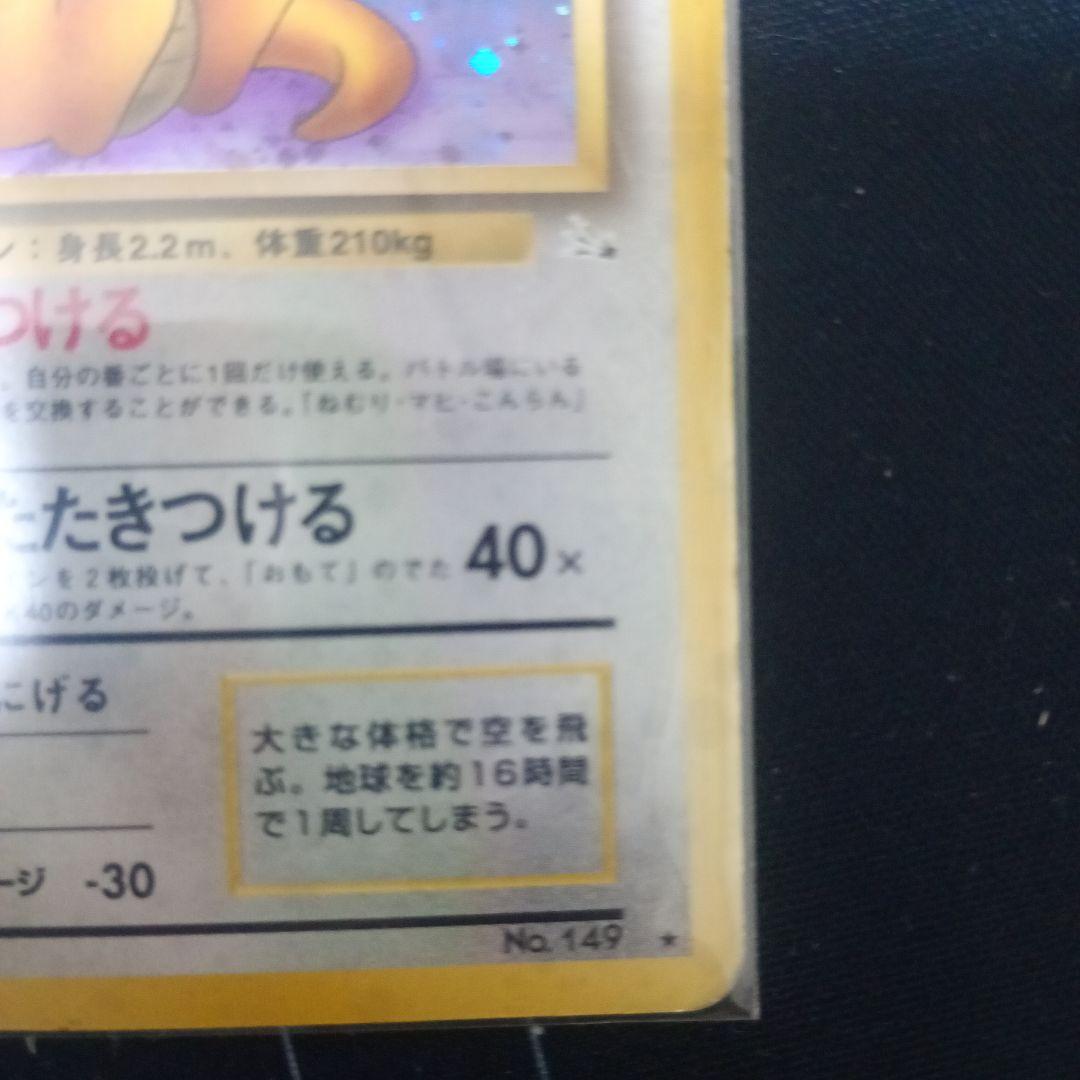 ン：身長2.2m、体重210kg
つける
、自分の番ごとに1回だけ使える。バトル場にいる
を交換することができる。「ねむり・マヒ・こんらん」
たたきつける
ンを2枚投げて、「おもて」のでた
40×
×40のダメージ。
にげる
大きな体格で空を飛
ぶ。地球を約16時間
で1周してしまう。
ージ -30
No. 149 ★